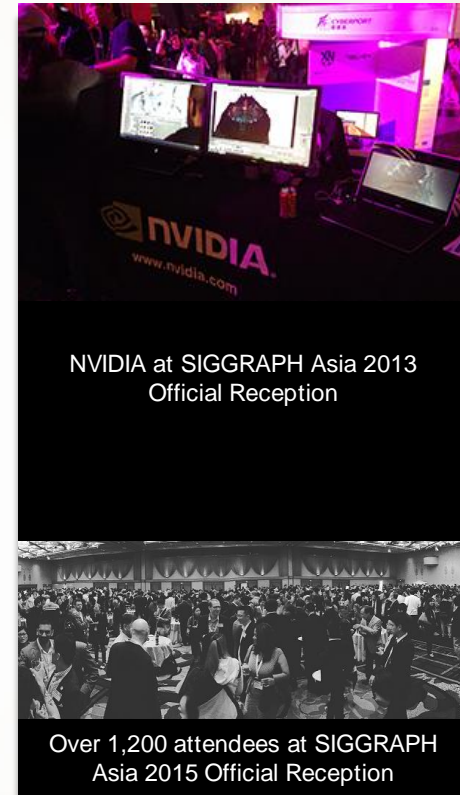 CYBERPORT
NVIDIA.
www.nvidia.com
NVIDIA at SIGGRAPH Asia 2013
Official Reception
Over 1,200 attendees at SIGGRAPH
Asia 2015 Official Reception